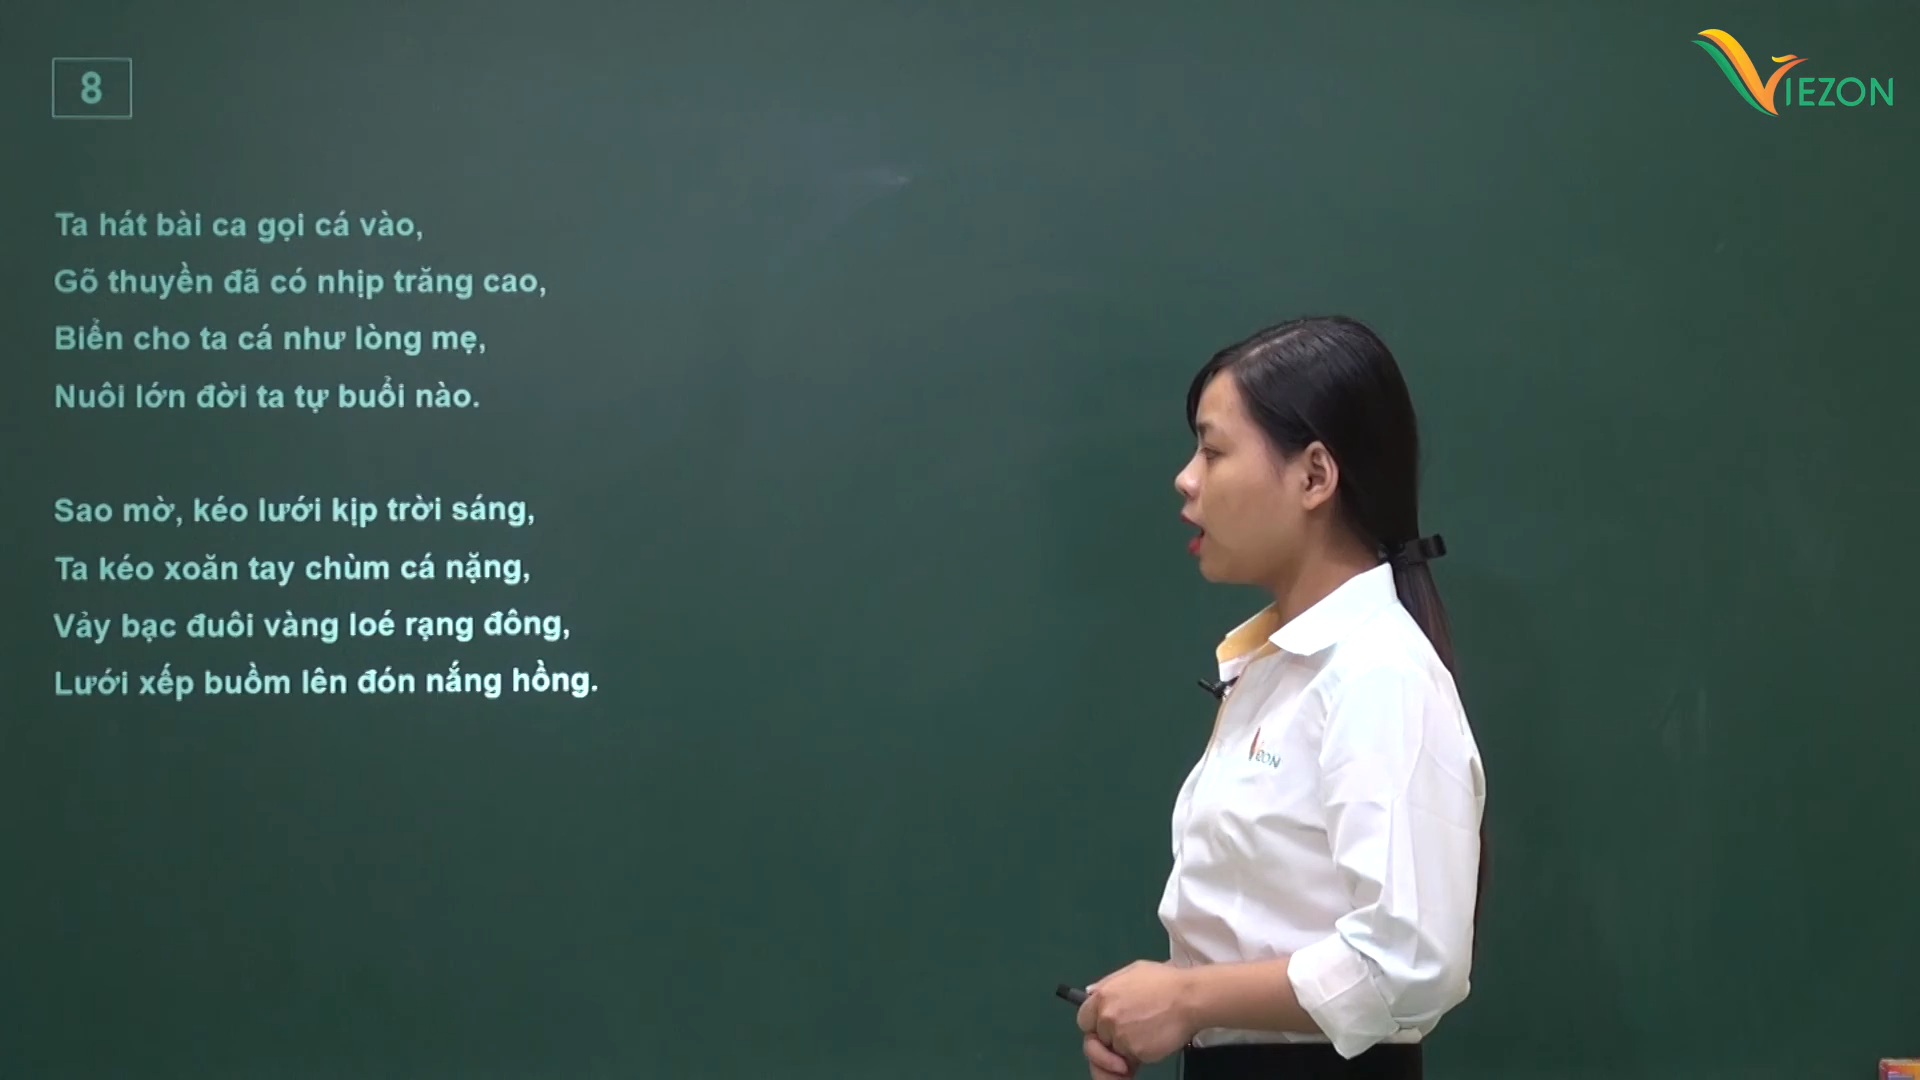 8
VIEZON
Ta hát bài ca gọi cá vào,
Gõ thuyền đã có nhịp trăng cao,
Biển cho ta cá như lòng mẹ,
Nuôi lớn đời ta tự buổi nào.
Sao mờ, kéo lưới kịp trời sáng,
Ta kéo xoăn tay chùm cá nặng,
Vảy bạc đuôi vàng loé rạng đông,
Lưới xếp buồm lên đón nắng hồng.
VIEZON